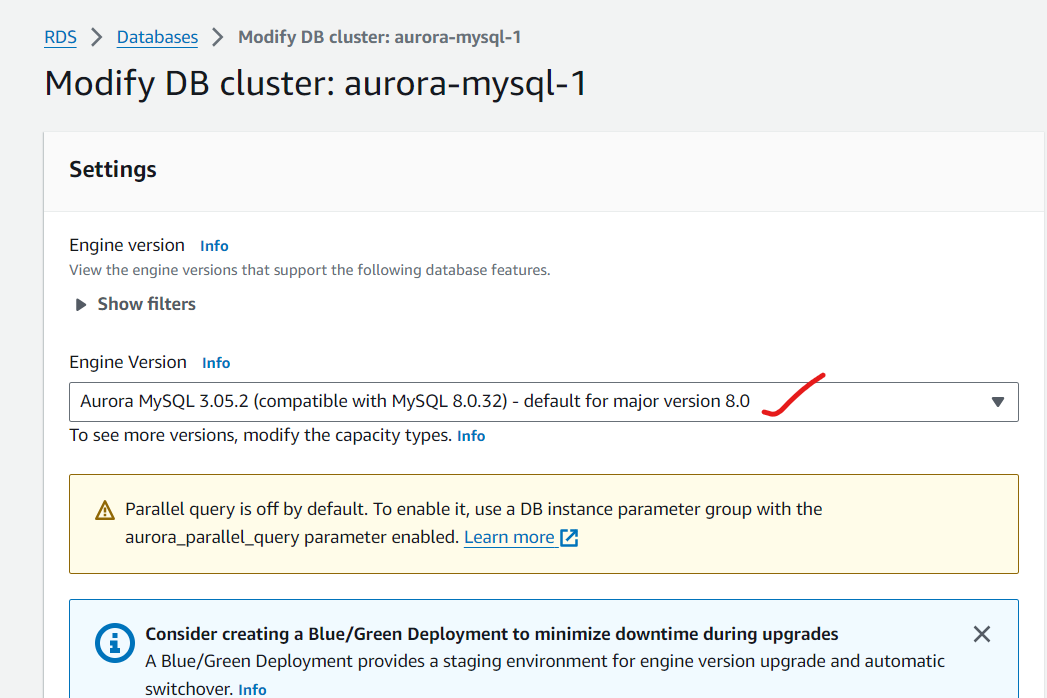 RDS > Databases > Modify DB cluster: aurora-mysql-1
Modify DB cluster: aurora-mysql-1
Settings
Engine version Info
View the engine versions that support the following database features.
Show filters
Engine Version Info
Aurora MySQL 3.05.2 (compatible with MySQL 8.0.32) - default for major version 8.0
To see more versions, modify the capacity types. Info
Parallel query is off by default. To enable it, use a DB instance parameter group with the
aurora_parallel_query parameter enabled. Learn more
Consider creating a Blue/Green Deployment to minimize downtime during upgrades
A Blue/Green Deployment provides a staging environment for engine version upgrade and automatic
switchover. Info